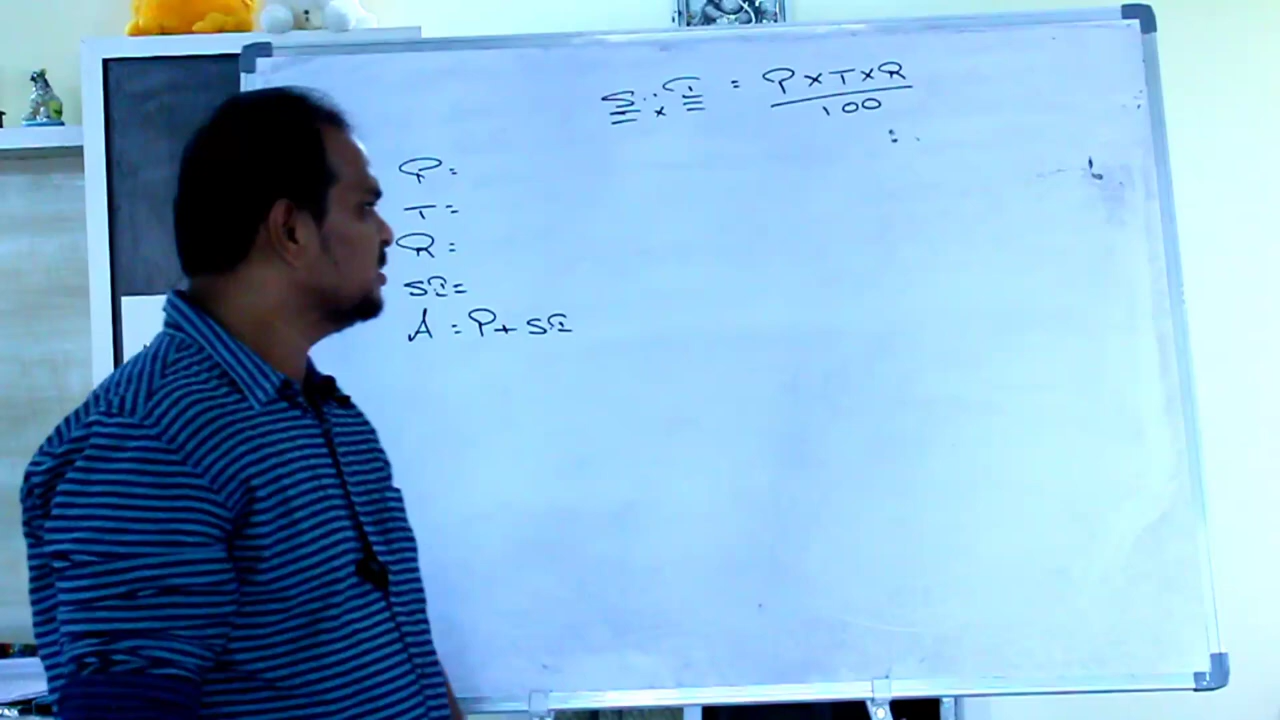 S.I = P×T×R
100
P =
T =
R =
SI =
A = P + SI